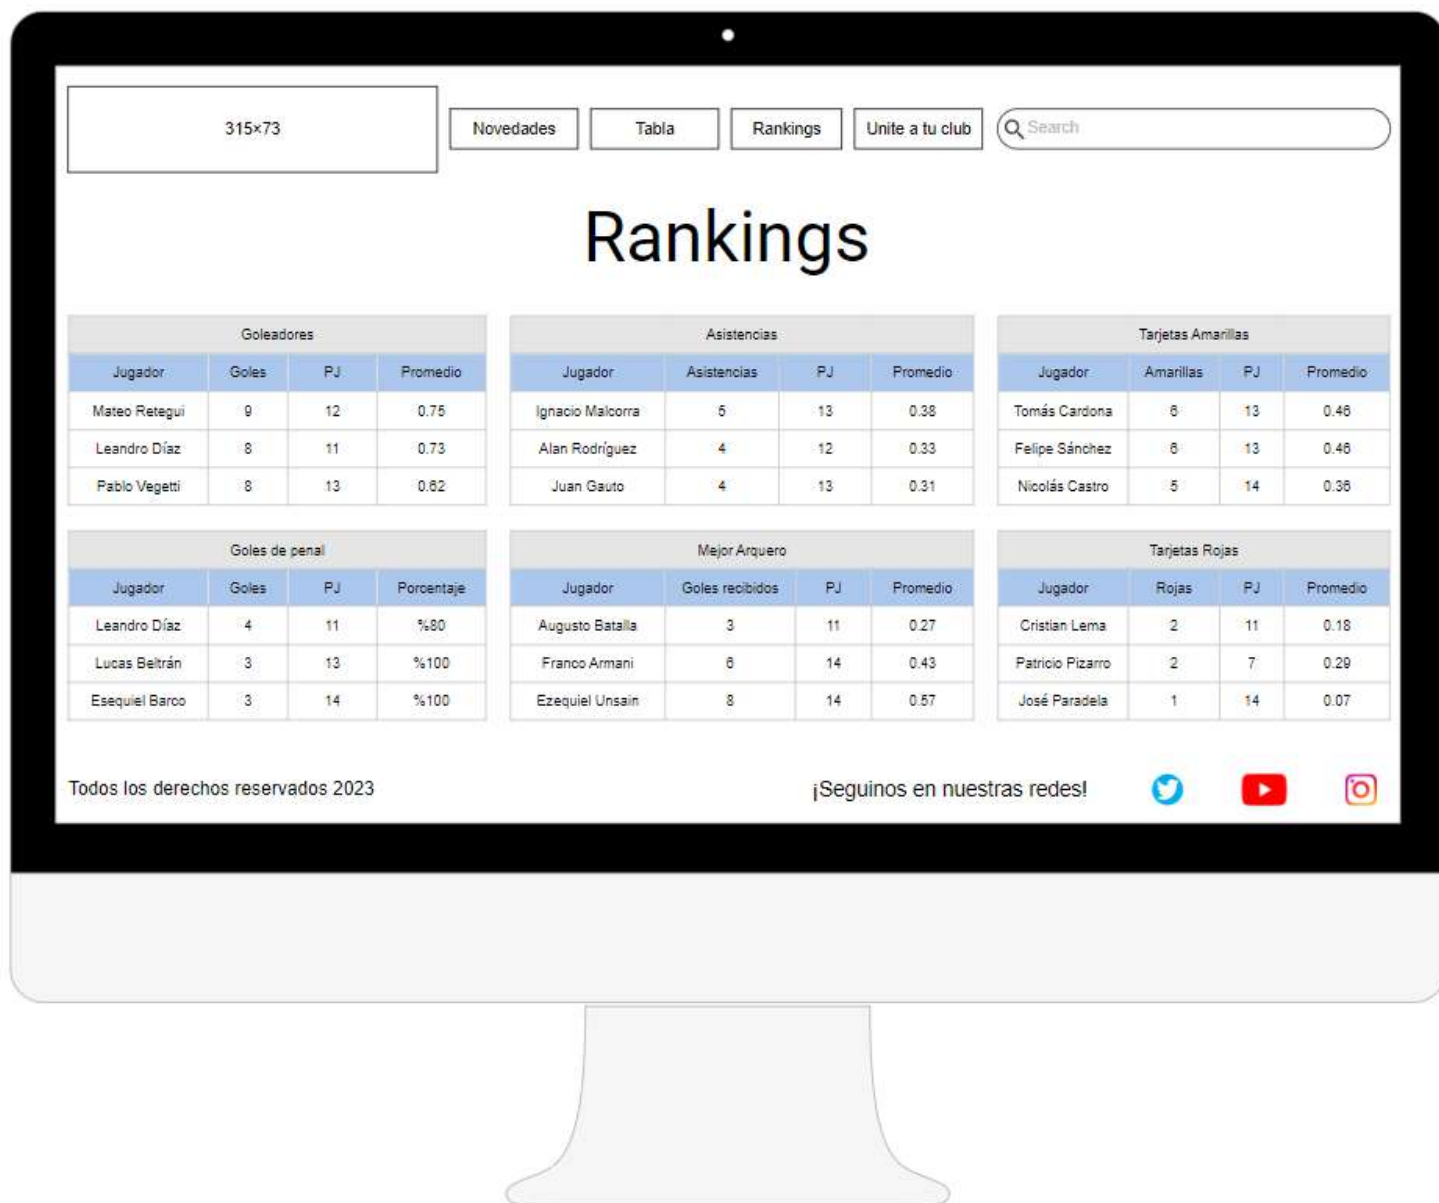 315×73 Novedades Tabla Rankings Unite a tu club Search
Rankings
Goleadores
Jugador Goles PJ Promedio
Mateo Retegui 9 12 0.75
Leandro Díaz 8 11 0.73
Pablo Vegetti 8 13 0.62
Asistencias
Jugador Asistencias PJ Promedio
Ignacio Malcorra 5 13 0.38
Alan Rodríguez 4 12 0.33
Juan Gauto 4 13 0.31
Tarjetas Amarillas
Jugador Amarillas PJ Promedio
Tomás Cardona 6 13 0.46
Felipe Sánchez 6 13 0.46
Nicolás Castro 5 14 0.36
Goles de penal
Jugador Goles PJ Porcentaje
Leandro Díaz 4 11 %80
Lucas Beltrán 3 13 %100
Esequiel Barco 3 14 %100
Mejor Arquero
Jugador Goles recibidos PJ Promedio
Augusto Batalla 3 11 0.27
Franco Armani 6 14 0.43
Ezequiel Unsain 8 14 0.57
Tarjetas Rojas
Jugador Rojas PJ Promedio
Cristian Lema 2 11 0.18
Patricio Pizarro 2 7 0.29
José Paradela 1 14 0.07
Todos los derechos reservados 2023 ¡Seguinos en nuestras redes!